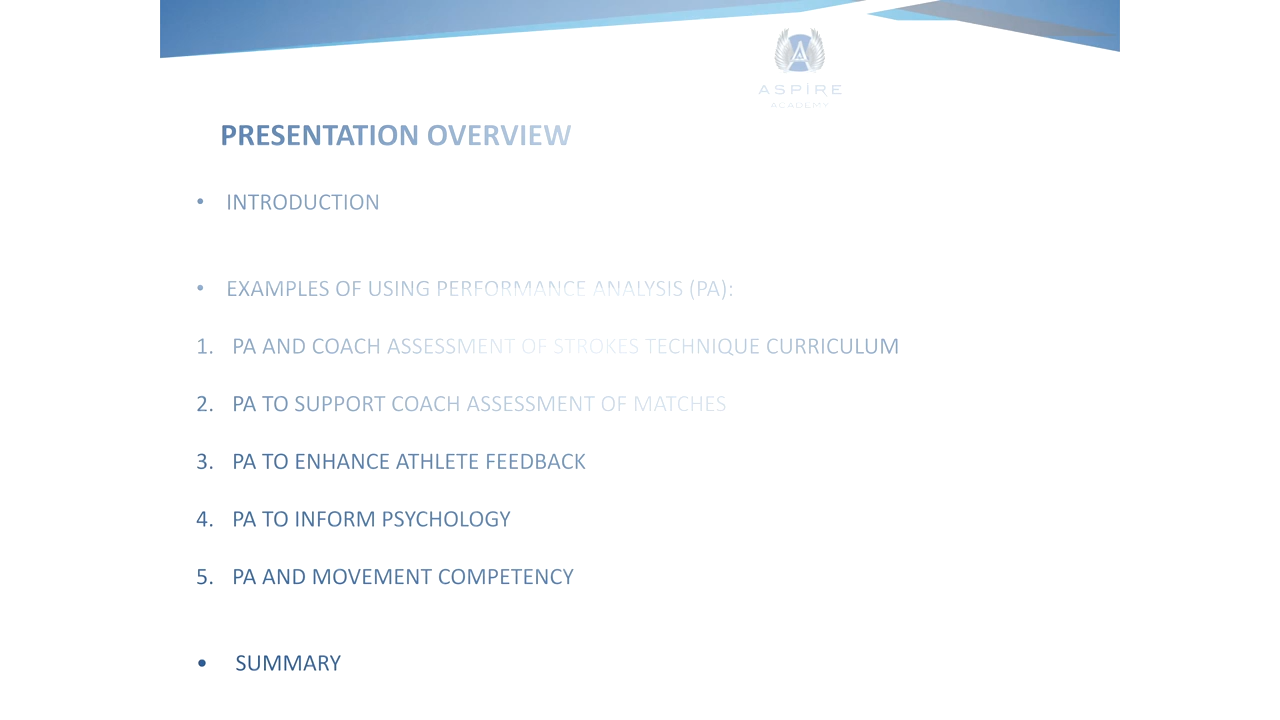 ASPIRE
ACADEMY
PRESENTATION OVERVIEW
• INTRODUCTION
• EXAMPLES OF USING PERFORMANCE ANALYSIS (PA):
1. PA AND COACH ASSESSMENT OF STROKES TECHNIQUE CURRICULUM
2. PA TO SUPPORT COACH ASSESSMENT OF MATCHES
3. PA TO ENHANCE ATHLETE FEEDBACK
4. PA TO INFORM PSYCHOLOGY
5. PA AND MOVEMENT COMPETENCY
• SUMMARY